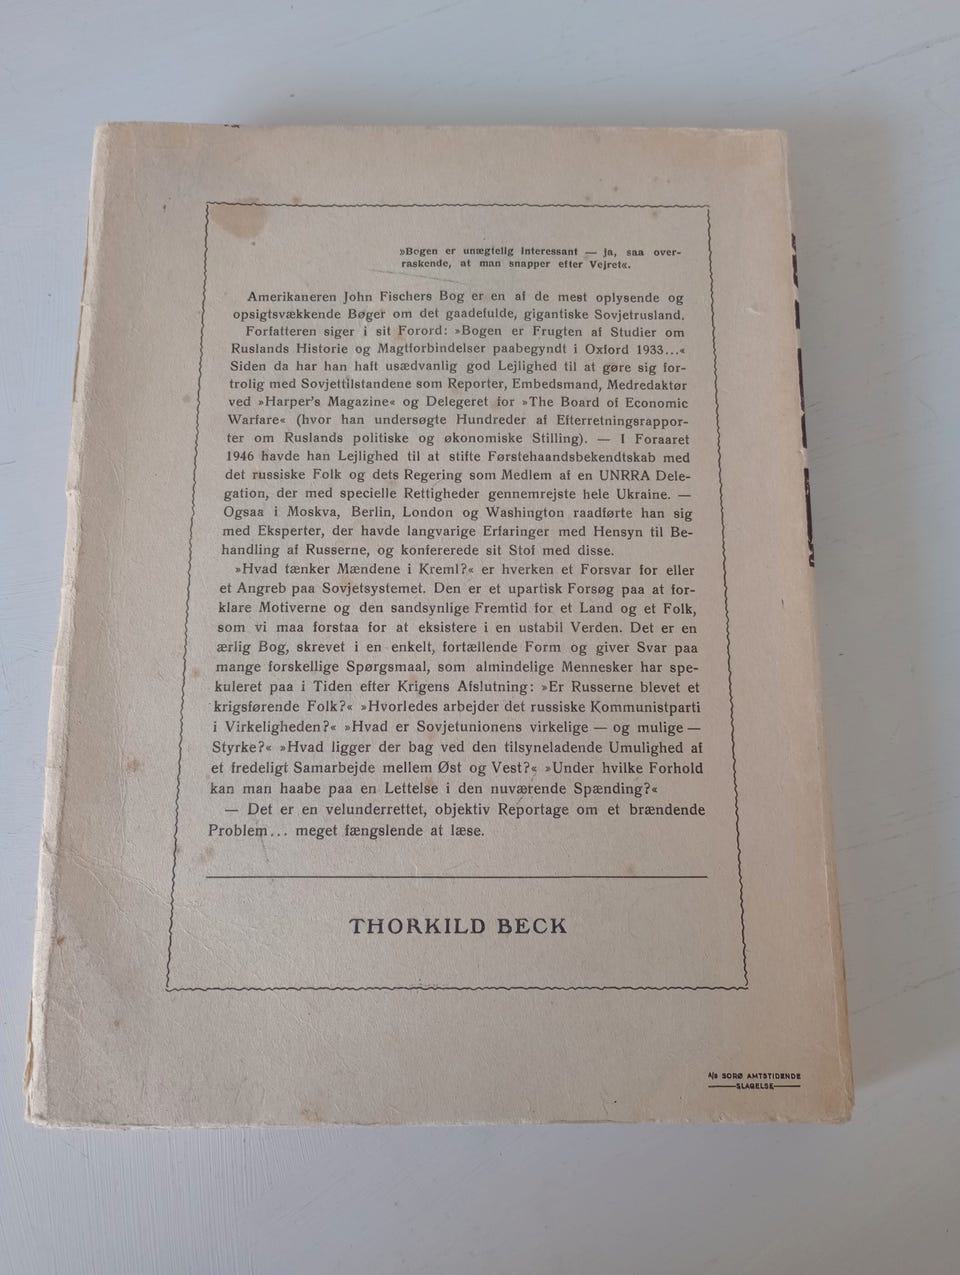 »Bogen er unægtelig interessant — ja, saa over-
raskende, at man snapper efter Vejret«.
Amerikaneren John Fischers Bog er en af de mest oplysende og
opsigtsvækkende Bøger om det gaadefulde, gigantiske Sovjetrusland.
Forfatteren siger i sit Forord: »Bogen er Frugten af Studier om
Ruslands Historie og Magtforbindelser paabegyndt i Oxford 1933...«
Siden da har han haft usædvanlig god Lejlighed til at gøre sig for-
trolig med Sovjettilstandene som Reporter, Embedsmand, Medredaktør
ved »Harper's Magazine« og Delegeret for »The Board of Economic
Warfare« (hvor han undersøgte Hundreder af Efterretningsrappor-
ter om Ruslands politiske og økonomiske Stilling). — I Foraaret
1946 havde han Lejlighed til at stifte Førstehaandsbekendtskab med
det russiske Folk og dets Regering som Medlem af en UNRRA Dele-
gation, der med specielle Rettigheder gennemrejste hele Ukraine. —
Ogsaa i Moskva, Berlin, London og Washington raadførte han sig
med Eksperter, der havde langvarige Erfaringer med Hensyn til Be-
handling af Russerne, og konfererede sit Stof med disse.
»Hvad tænker Mændene i Kreml?« er hverken et Forsvar for eller
et Angreb paa Sovjetsystemet. Den er et upartisk Forsøg paa at for-
klare Motiverne og den sandsynlige Fremtid for et Land og et Folk,
som vi maa forstaa for at eksistere i en ustabil Verden. Det er en
ærlig Bog, skrevet i en enkelt, fortællende Form og giver Svar paa
mange forskellige Spørgsmaal, som almindelige Mennesker har spe-
kuleret paa i Tiden efter Krigens Afslutning: »Er Russerne blevet et
krigsførende Folk?« »Hvorledes arbejder det russiske Kommunistparti
i Virkeligheden?« »Hvad er Sovjetunionens virkelige — og mulige —
Styrke?« »Hvad ligger der bag ved den tilsyneladende Umulighed af
et fredeligt Samarbejde mellem Øst og Vest?« »Under hvilke Forhold
kan man haabe paa en Lettelse i den nuværende Spænding?«
— Det er en velunderrettet, objektiv Reportage om et brændende
Problem... meget fængslende at læse.
THORKILD BECK
A/S SORØ AMTSTIDENDE
SLAGELSE